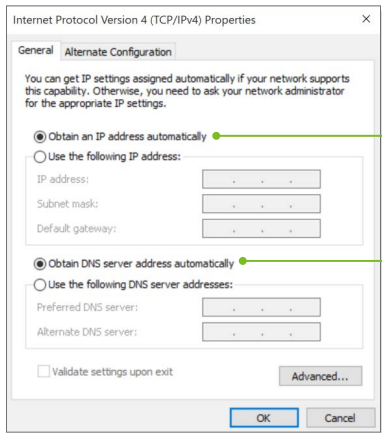 Internet Protocol Version 4 (TCP/IPv4) Properties
General Alternate Configuration
You can get IP settings assigned automatically if your network supports
this capability. Otherwise, you need to ask your network administrator
for the appropriate IP settings.
Obtain an IP address automatically
Use the following IP address:
IP address:
Subnet mask:
Default gateway:
Obtain DNS server address automatically
Use the following DNS server addresses:
Preferred DNS server:
Alternate DNS server:
Validate settings upon exit
Advanced...
OK Cancel